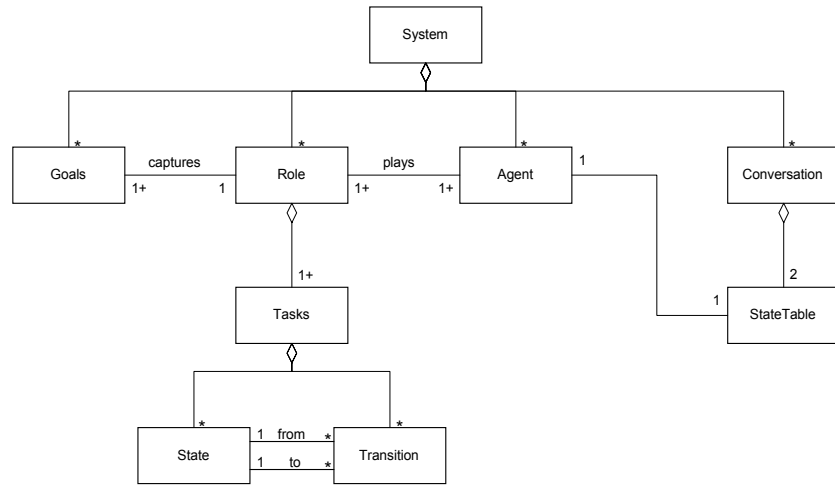 System
* * * *
captures plays 1
Goals Role Agent Conversation
1+ 1 1+ 1+
1+ 2
1
Tasks StateTable
* *
1 from *
State Transition
1 to *